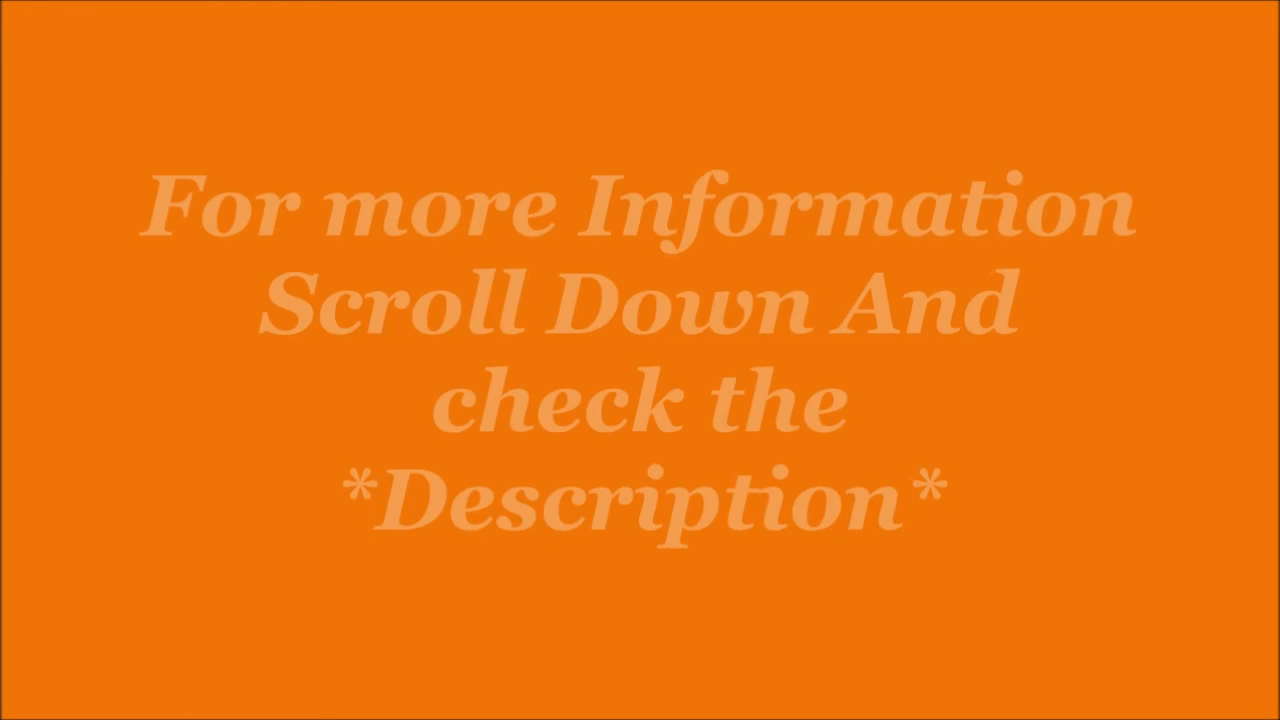 For more Information
Scroll Down And
check the
*Description*